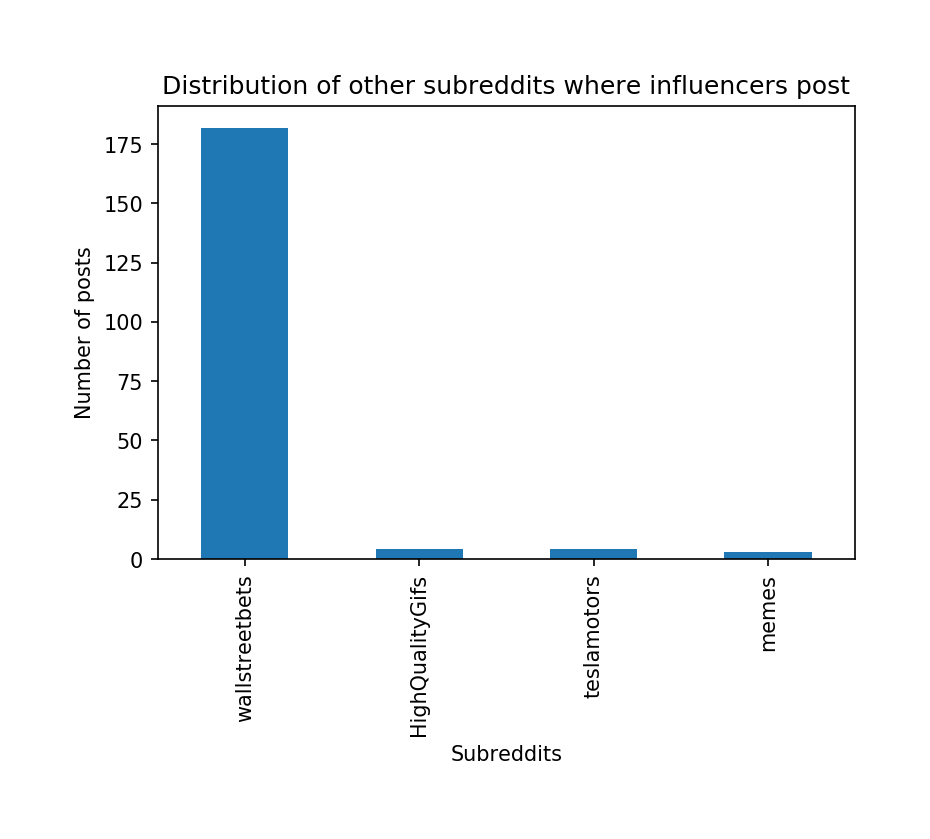 Distribution of other subreddits where influencers post
Number of posts
175
150
125
100
75
50
25
0
wallstreetbets
HighQualityGifs
teslamotors
memes
Subreddits